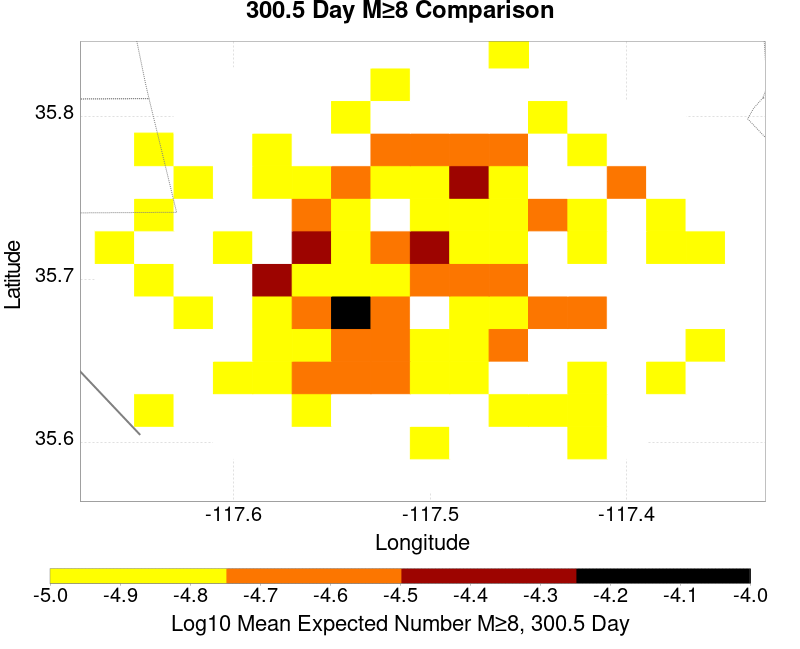 300.5 Day M≥8 Comparison
35.8
35.7
35.6
Latitude
-117.6 -117.5 -117.4
Longitude
-5.0 -4.9 -4.8 -4.7 -4.6 -4.5 -4.4 -4.3 -4.2 -4.1 -4.0
Log10 Mean Expected Number M≥8, 300.5 Day